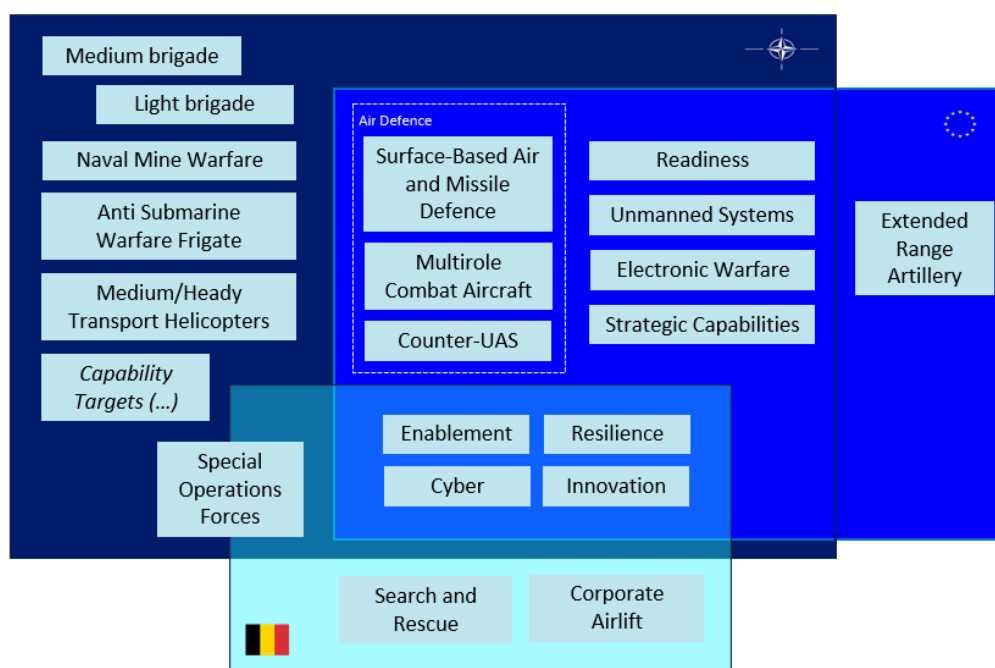 Medium brigade
Light brigade
Naval Mine Warfare
Anti Submarine
Warfare Frigate
Medium/Heady
Transport Helicopters
Capability
Targets (...)
Special
Operations
Forces
Air Defence
Surface-Based Air
and Missile
Defence
Multirole
Combat Aircraft
Counter-UAS
Readiness
Unmanned Systems
Electronic Warfare
Strategic Capabilities
Extended
Range
Artillery
Enablement
Resilience
Cyber
Innovation
Search and
Rescue
Corporate
Airlift